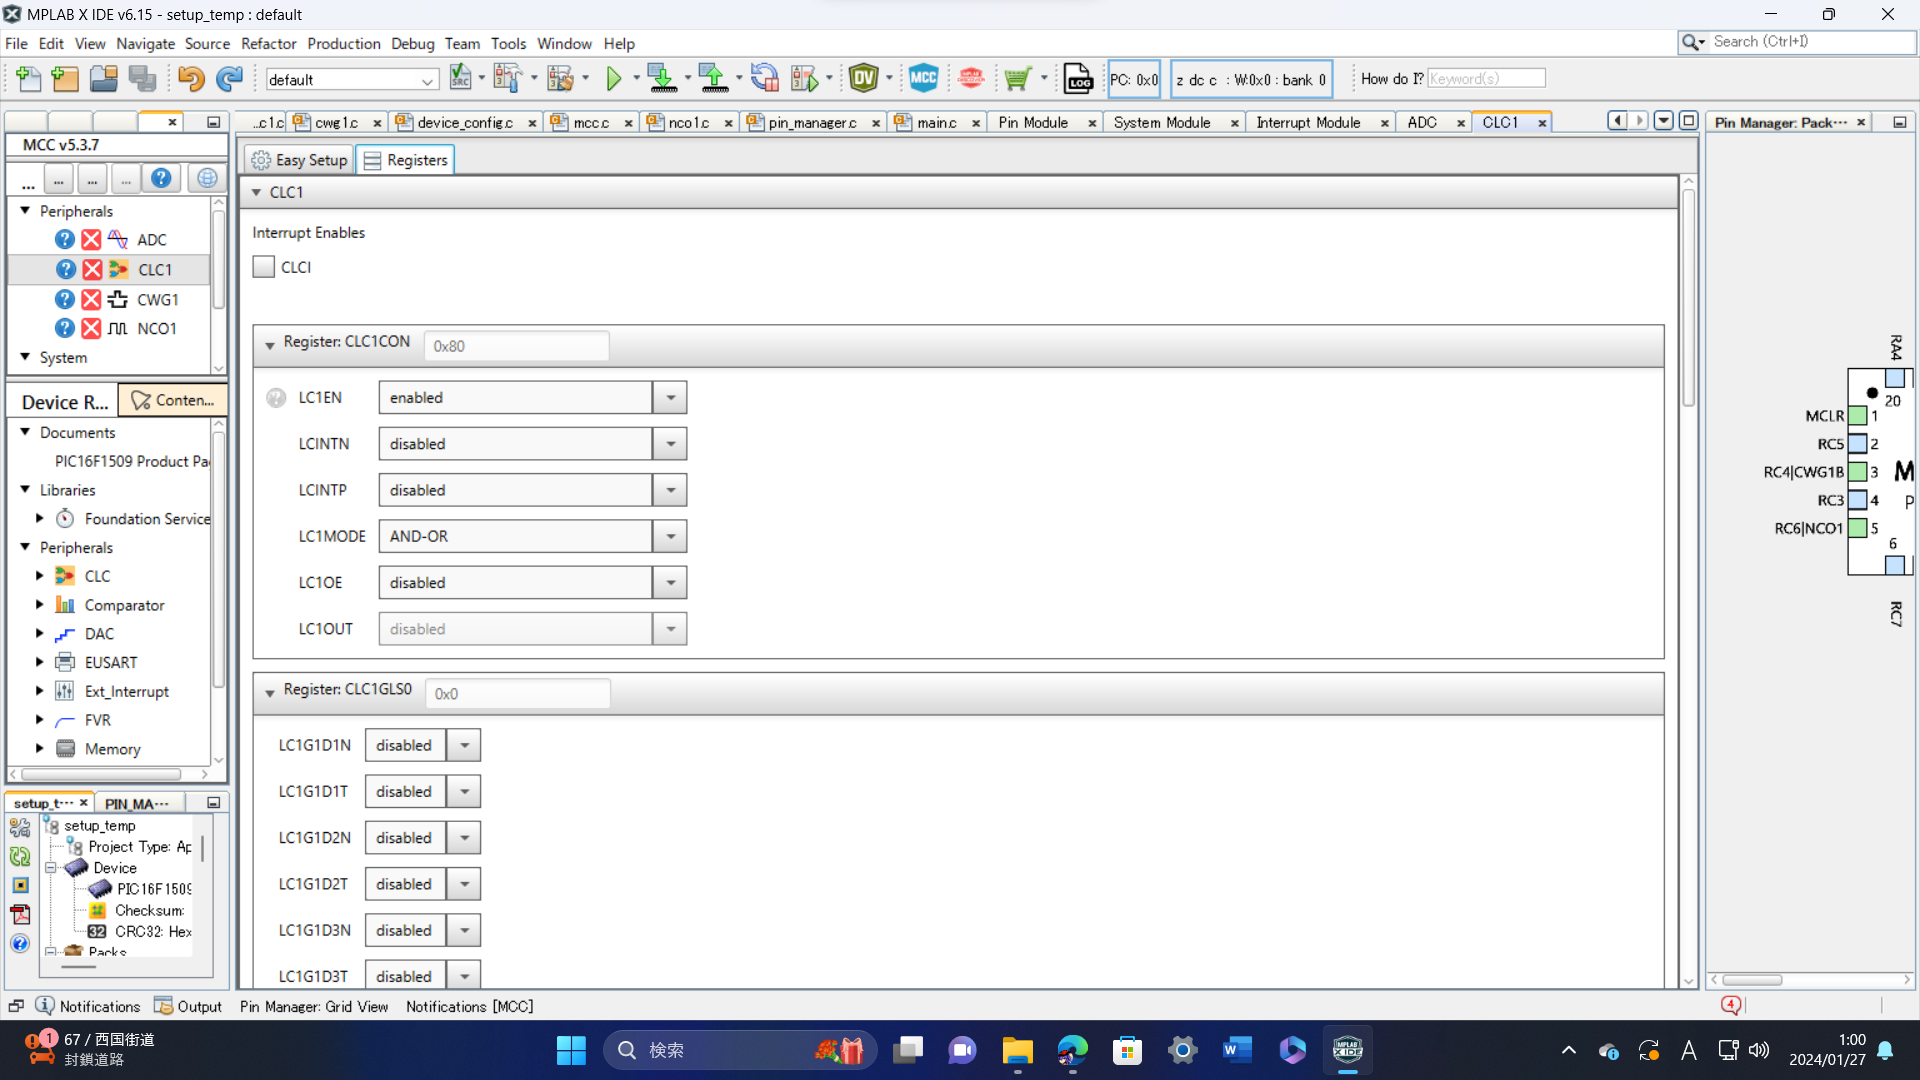 MPLAB X IDE v6.15 - setup_temp : default
File Edit View Navigate Source Refactor Production Debug Team Tools Window Help
Search (Ctrl+I)
default
PC: 0x0
z dc c : W:0x0 : bank 0
How do I?
Keyword(s)
...c1.c
cwg1.c
device_config.c
mcc.c
nco1.c
pin_manager.c
main.c
Pin Module
System Module
Interrupt Module
ADC
CLC1
Pin Manager: Pack···
MCC v5.3.7
...
...
...
...
Peripherals
ADC
CLC1
CWG1
NCO1
System
Device R...
Conten...
Documents
PIC16F1509 Product Pa
Libraries
Foundation Service
Peripherals
CLC
Comparator
DAC
EUSART
Ext_Interrupt
FVR
Memory
setup_t···
PIN_MA···
setup_temp
Project Type: Ap
Device
PIC16F1509
Checksum:
CRC32: Hex
Packs
Easy Setup
Registers
CLC1
Interrupt Enables
CLCI
Register: CLC1CON
0x80
LC1EN
enabled
LCINTN
disabled
LCINTP
disabled
LC1MODE
AND-OR
LC1OE
disabled
LC1OUT
disabled
Register: CLC1GLS0
0x0
LC1G1D1N
disabled
LC1G1D1T
disabled
LC1G1D2N
disabled
LC1G1D2T
disabled
LC1G1D3N
disabled
LC1G1D3T
disabled
RA4
20
MCLR 1
RC5 2
RC4|CWG1B 3
M
RC3 4
P
RC6|NCO1 5
6
RC7
Notifications
Output
Pin Manager: Grid View
Notifications [MCC]
4
1
67 / 西国街道
封鎖道路
検索
A
1:00
2024/01/27